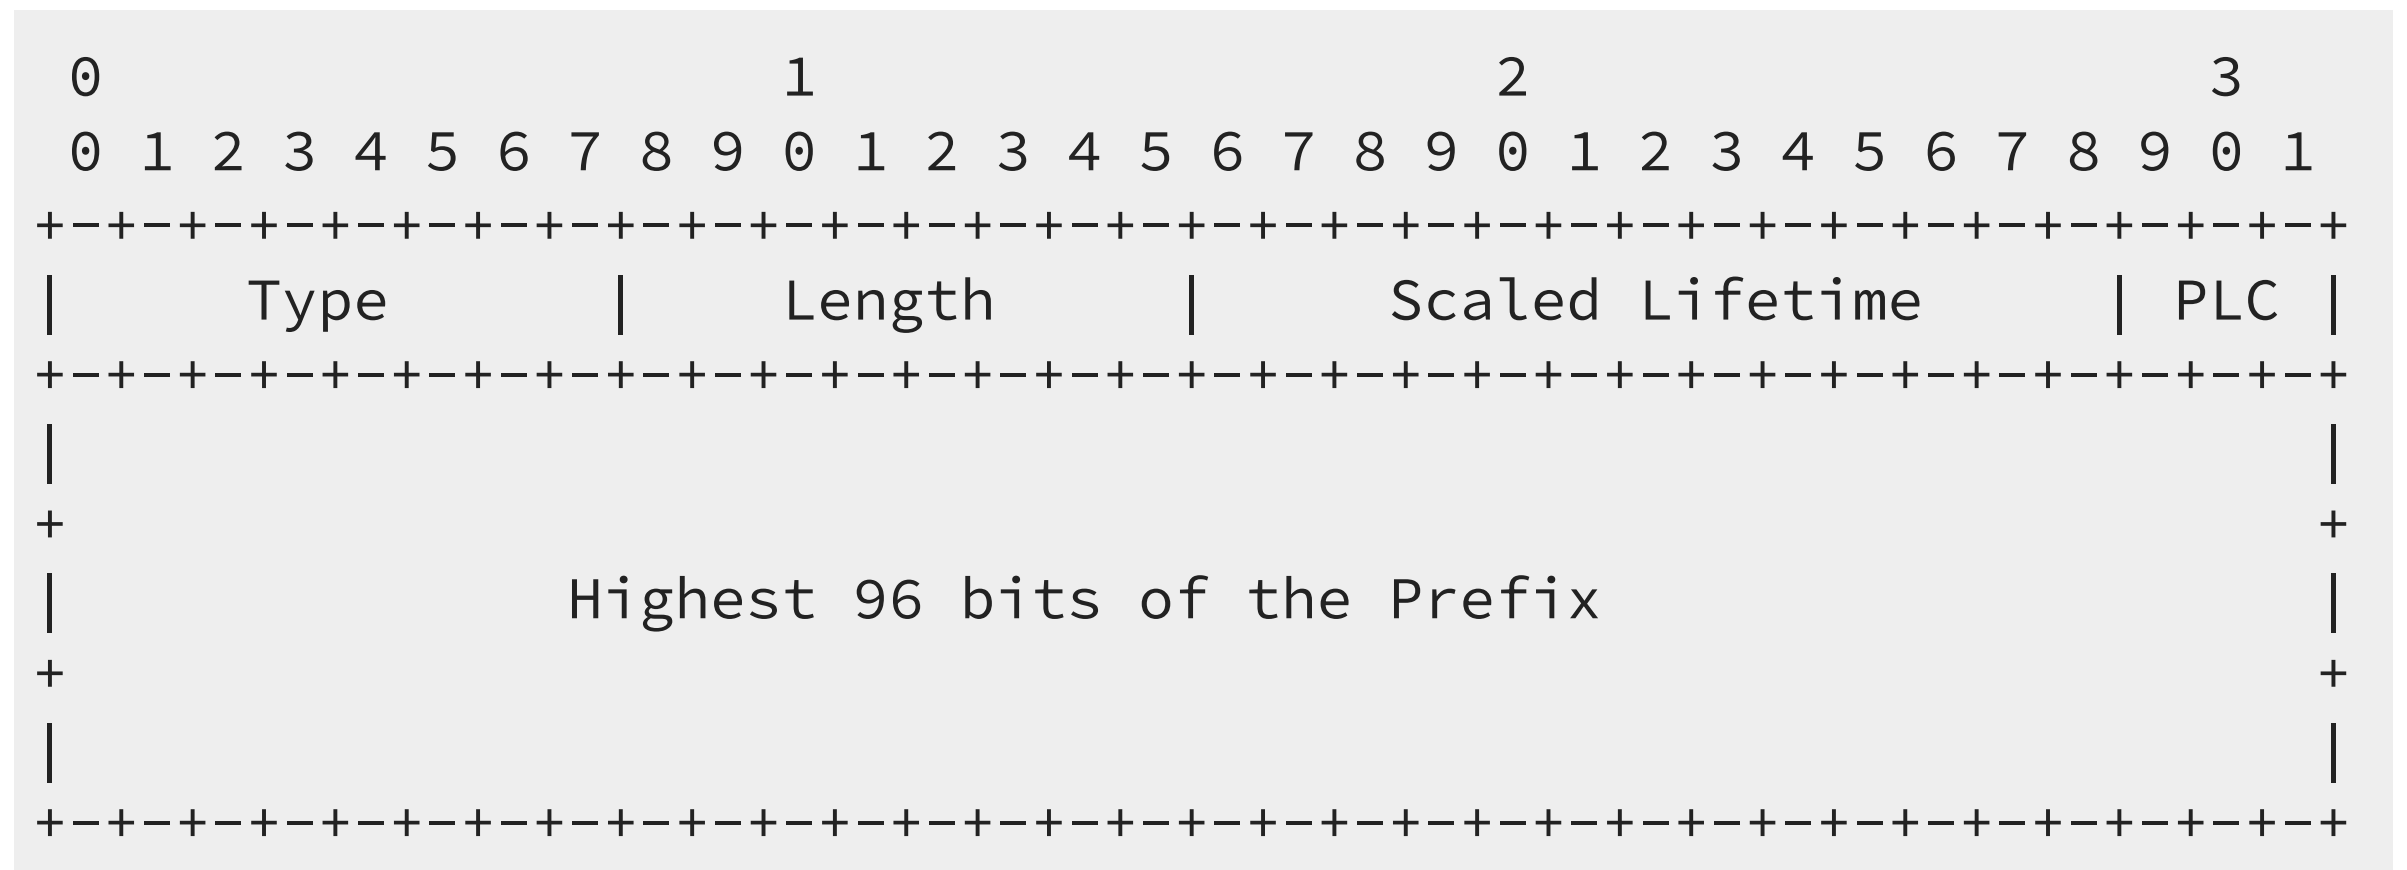 0                   1                   2                   3
 0 1 2 3 4 5 6 7 8 9 0 1 2 3 4 5 6 7 8 9 0 1 2 3 4 5 6 7 8 9 0 1
+-+-+-+-+-+-+-+-+-+-+-+-+-+-+-+-+-+-+-+-+-+-+-+-+-+-+-+-+-+-+-+-+
|     Type      |    Length     |     Scaled Lifetime     | PLC |
+-+-+-+-+-+-+-+-+-+-+-+-+-+-+-+-+-+-+-+-+-+-+-+-+-+-+-+-+-+-+-+-+
|                                                               |
+                                                               +
|              Highest 96 bits of the Prefix                    |
+                                                               +
|                                                               |
+-+-+-+-+-+-+-+-+-+-+-+-+-+-+-+-+-+-+-+-+-+-+-+-+-+-+-+-+-+-+-+-+